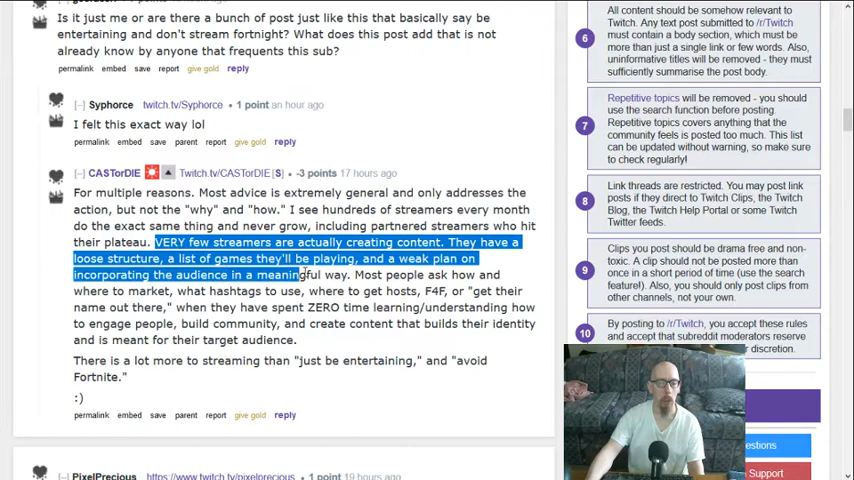 Is it just me or are there a bunch of post just like this that basically say be
entertaining and don't stream fortnight? What does this post add that is not
already know by anyone that frequents this sub?
permalink embed save report give gold reply
[–] Syphorce twitch.tv/Syphorce • 1 point an hour ago
I felt this exact way lol
permalink embed save parent report give gold reply
[–] CASTorDIE Twitch.tv/CASTorDIE [S] • -3 points 17 hours ago
For multiple reasons. Most advice is extremely general and only addresses the
action, but not the "why" and "how." I see hundreds of streamers every month
do the exact same thing and never grow, including partnered streamers who hit
their plateau. VERY few streamers are actually creating content. They have a
loose structure, a list of games they'll be playing, and a weak plan on
incorporating the audience in a meaningful way. Most people ask how and
where to market, what hashtags to use, where to get hosts, F4F, or "get their
name out there," when they have spent ZERO time learning/understanding how
to engage people, build community, and create content that builds their identity
and is meant for their target audience.
There is a lot more to streaming than "just be entertaining," and "avoid
Fortnite."
:)
permalink embed save parent report give gold reply
[–] PixelPrecious https://www.twitch.tv/pixelprecious • 1 point 19 hours ago
6
All content should be somehow relevant to
Twitch. Any text post submitted to /r/Twitch
must contain a body section, which must be
more than just a single link or few words. Also,
uninformative titles will be removed - they must
sufficiently summarise the post body.
7
Repetitive topics will be removed - you should
use the search function before posting.
Repetitive topics covers anything that the
community feels is posted too much. This list
can be updated without warning, so make sure
to check regularly!
8
Link threads are restricted. You may post link
posts if they direct to Twitch Clips, the Twitch
Blog, the Twitch Help Portal or some Twitch
Twitter feeds.
9
Clips you post should be drama free and non-
toxic. A clip should not be posted more than
once in a short period of time (use the search
feature!). Also, you should only post clips from
other channels, not your own.
10
By posting to /r/Twitch, you accept these rules
and accept that subreddit moderators reserve
discretion.
Support